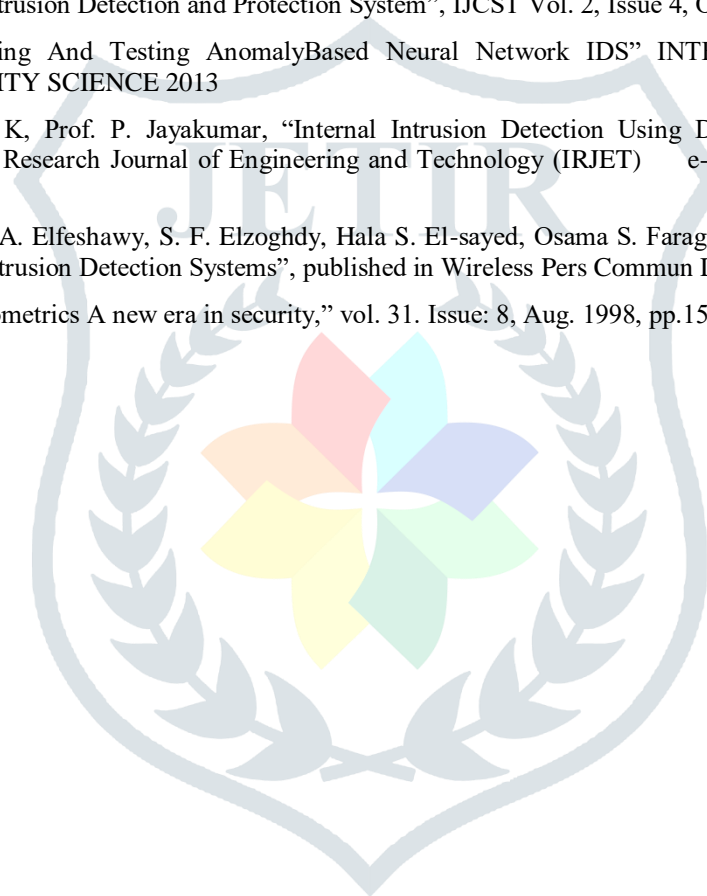 trusion Detection and Protection System”, IJCST Vol. 2, Issue 4, O
ing And Testing AnomalyBased Neural Network IDS” INT
ITY SCIENCE 2013
K, Prof. P. Jayakumar, “Internal Intrusion Detection Using D
Research Journal of Engineering and Technology (IRJET) e-
JETIR
A. Elfeshawy, S. F. Elzoghdy, Hala S. El-sayed, Osama S. Farag
trusion Detection Systems”, published in Wireless Pers Commun
ometrics A new era in security,” vol. 31. Issue: 8, Aug. 1998, pp.15